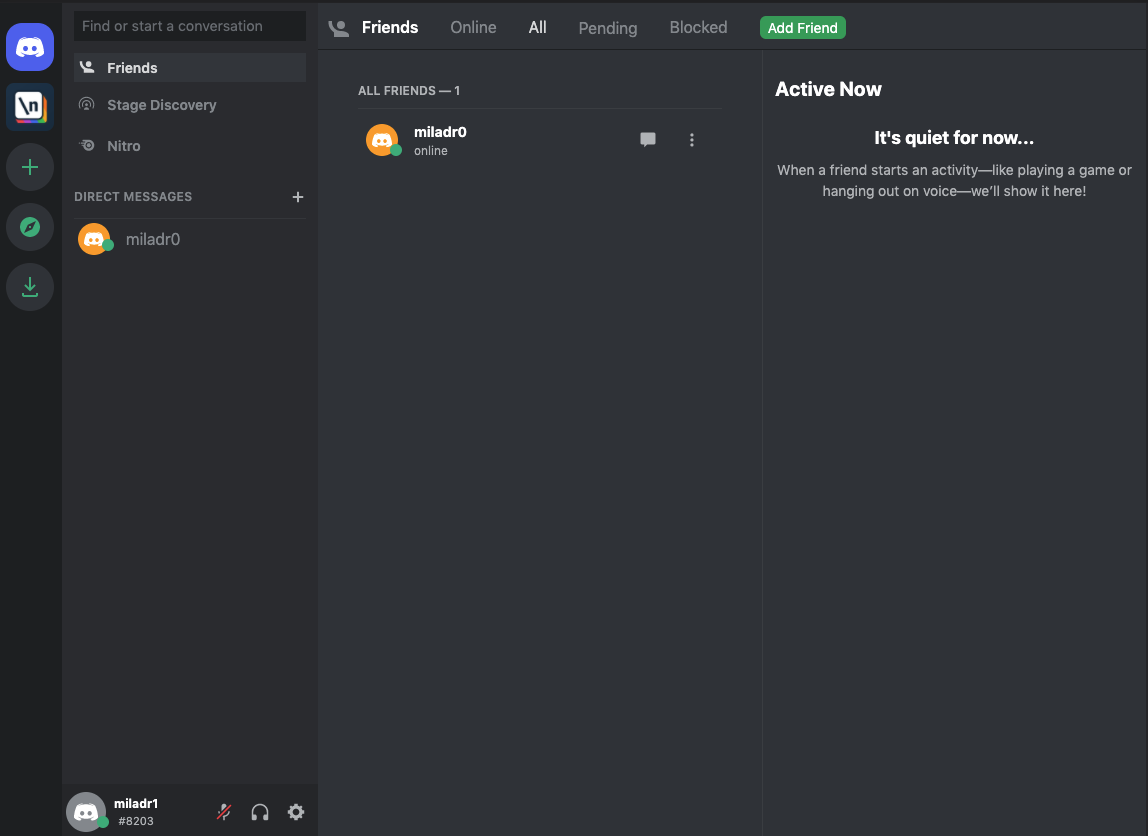 Find or start a conversation
Friends
Stage Discovery
Nitro
DIRECT MESSAGES
miladr0
miladr1
#8203
\n
Friends
Online
All
Pending
Blocked
Add Friend
ALL FRIENDS — 1
miladr0
online
Active Now
It's quiet for now...
When a friend starts an activity—like playing a game or
hanging out on voice—we'll show it here!